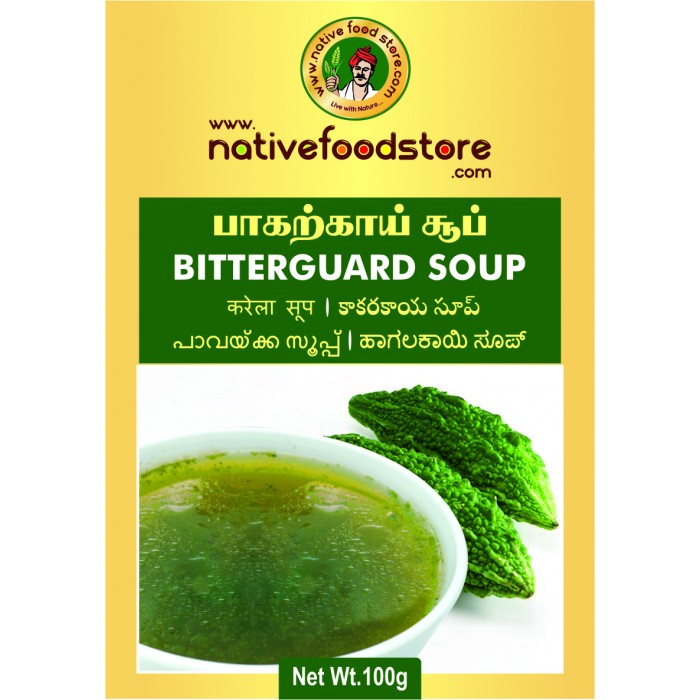 www.native food store.com
Live with Nature...
www.
nativefoodstore
.com
பாகற்காய் சூப்
BITTERGUARD SOUP
करेला सूप | కాకరకాయ సూప్
പാവയ്ക്ക സൂപ്പ് | ಹಾಗಲಕಾಯಿ ಸೂಪ್
Net Wt.100g